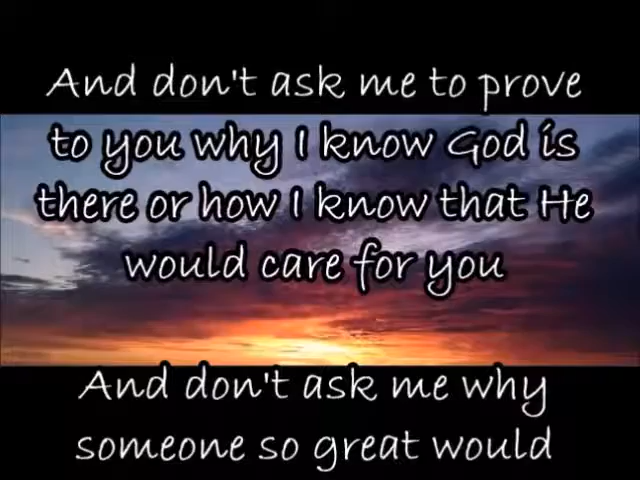 And don't ask me to prove
to you why I know God is
there or how I know that He
would care for you
And don't ask me why
someone so great would